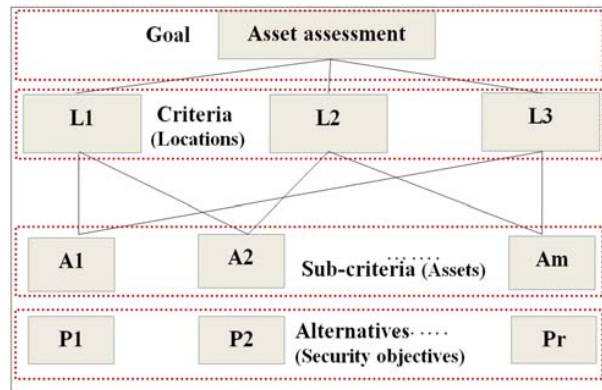 Goal
Asset assessment
L1
Criteria
(Locations)
L2
L3
A1
A2
.......
Sub-criteria (Assets)
Am
P1
P2
Alternatives.....
(Security objectives)
Pr